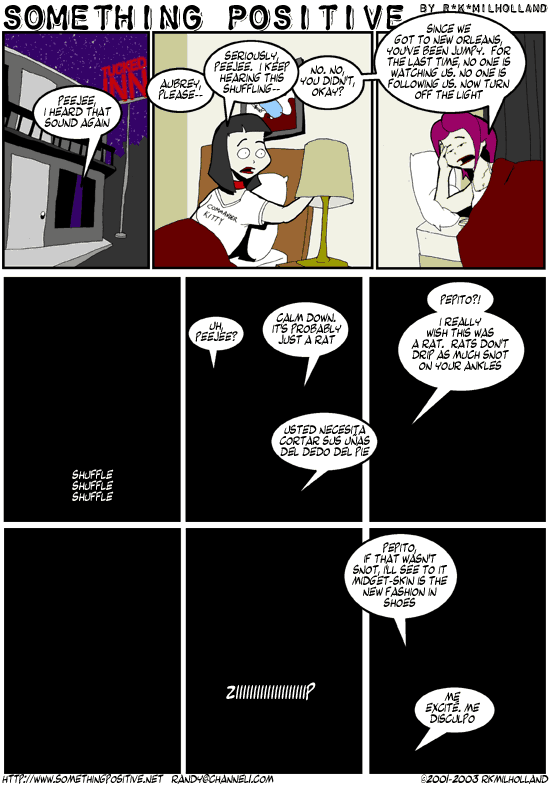 SOMETHING POSITIVE BY R*K*MILHOLLAND
TUCKED
INN
PEEJEE,
I HEARD THAT
SOUND AGAIN
AUBREY,
PLEASE--
SERIOUSLY,
PEEJEE. I KEEP
HEARING THIS
SHUFFLING--
NO. NO,
YOU DIDN'T,
OKAY?
COMMANDER
KITTY
SINCE WE
GOT TO NEW ORLEANS,
YOU'VE BEEN JUMPY. FOR
THE LAST TIME, NO ONE IS
WATCHING US. NO ONE IS
FOLLOWING US. NOW TURN
OFF THE LIGHT
SHUFFLE
SHUFFLE
SHUFFLE
UH,
PEEJEE?
CALM DOWN.
IT'S PROBABLY
JUST A RAT
USTED NECESITA
CORTAR SUS UÑAS
DEL DEDO DEL PIE
PEPITO?!
I REALLY
WISH THIS WAS
A RAT. RATS DON'T
DRIP AS MUCH SNOT
ON YOUR ANKLES
ZIIIIIIIIIIIIIIIIIIIIP
PEPITO,
IF THAT WASN'T
SNOT, I'LL SEE TO IT
MIDGET-SKIN IS THE
NEW FASHION IN
SHOES
ME
EXCITÉ. ME
DISCULPO
HTTP://WWW.SOMETHINGPOSITIVE.NET RANDY@CHANNEL1.COM ©2001-2003 RKMILHOLLAND